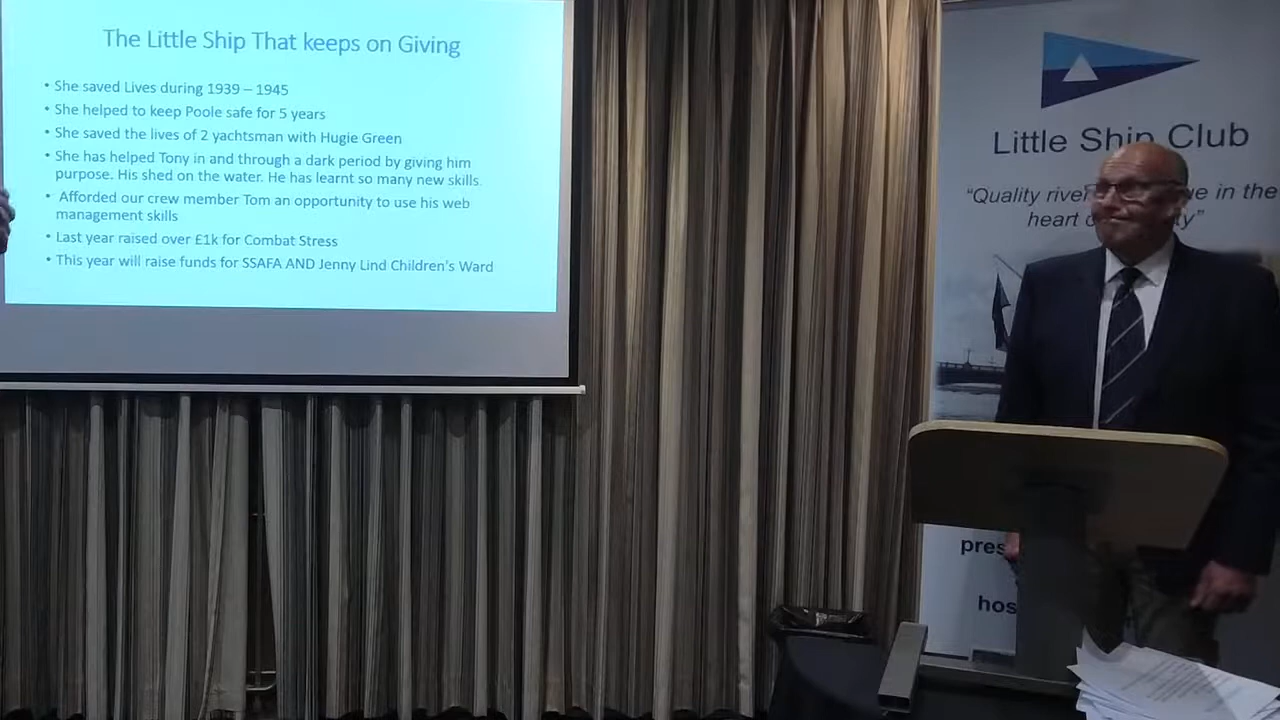 The Little Ship That keeps on Giving
• She saved Lives during 1939 – 1945
• She helped to keep Poole safe for 5 years
• She saved the lives of 2 yachtsman with Hugie Green
• She has helped Tony in and through a dark period by giving him
purpose. His shed on the water. He has learnt so many new skills.
• Afforded our crew member Tom an opportunity to use his web
management skills
• Last year raised over £1k for Combat Stress
• This year will raise funds for SSAFA AND Jenny Lind Children's Ward
Little Ship Club
“Quality river e in the
heart ty”
pres
hos